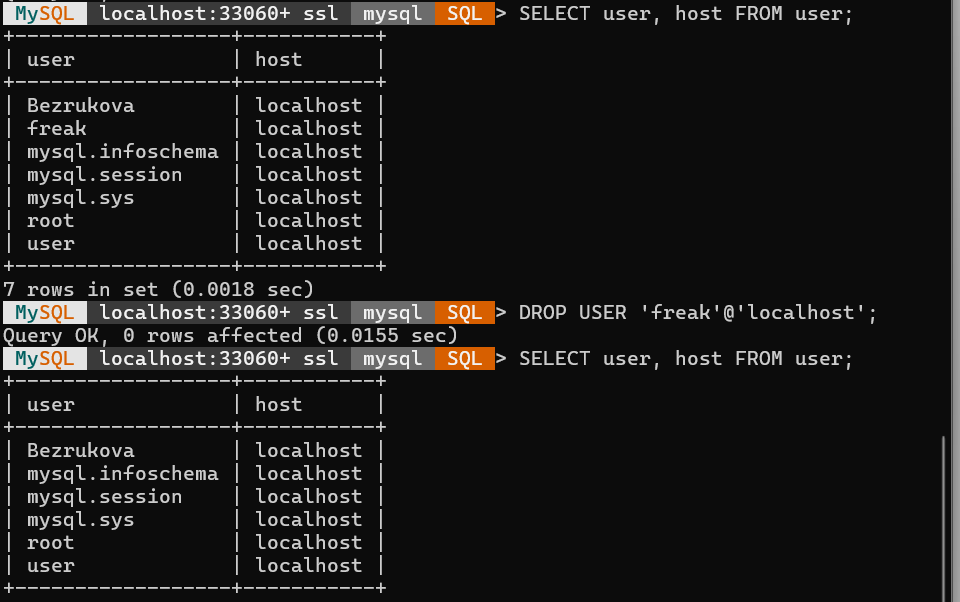 MySQL localhost:33060+ ssl mysql SQL > SELECT user, host FROM user;
+------------------+-----------+
| user             | host      |
+------------------+-----------+
| Bezrukova        | localhost |
| freak            | localhost |
| mysql.infoschema | localhost |
| mysql.session    | localhost |
| mysql.sys        | localhost |
| root             | localhost |
| user             | localhost |
+------------------+-----------+
7 rows in set (0.0018 sec)
MySQL localhost:33060+ ssl mysql SQL > DROP USER 'freak'@'localhost';
Query OK, 0 rows affected (0.0155 sec)
MySQL localhost:33060+ ssl mysql SQL > SELECT user, host FROM user;
+------------------+-----------+
| user             | host      |
+------------------+-----------+
| Bezrukova        | localhost |
| mysql.infoschema | localhost |
| mysql.session    | localhost |
| mysql.sys        | localhost |
| root             | localhost |
| user             | localhost |
+------------------+-----------+